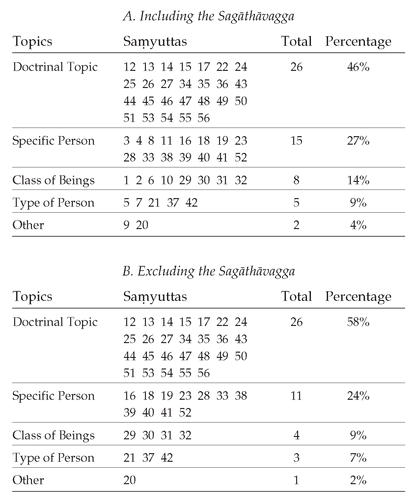 A. Including the Sagāthāvagga
Topics Saṃyuttas Total Percentage
Doctrinal Topic 12 13 14 15 17 22 24 26 46%
25 26 27 34 35 36 43
44 45 46 47 48 49 50
51 53 54 55 56
Specific Person 3 4 8 11 16 18 19 23 15 27%
28 33 38 39 40 41 52
Class of Beings 1 2 6 10 29 30 31 32 8 14%
Type of Person 5 7 21 37 42 5 9%
Other 9 20 2 4%
B. Excluding the Sagāthāvagga
Topics Saṃyuttas Total Percentage
Doctrinal Topic 12 13 14 15 17 22 24 26 58%
25 26 27 34 35 36 43
44 45 46 47 48 49 50
51 53 54 55 56
Specific Person 16 18 19 23 28 33 38 11 24%
39 40 41 52
Class of Beings 29 30 31 32 4 9%
Type of Person 21 37 42 3 7%
Other 20 1 2%